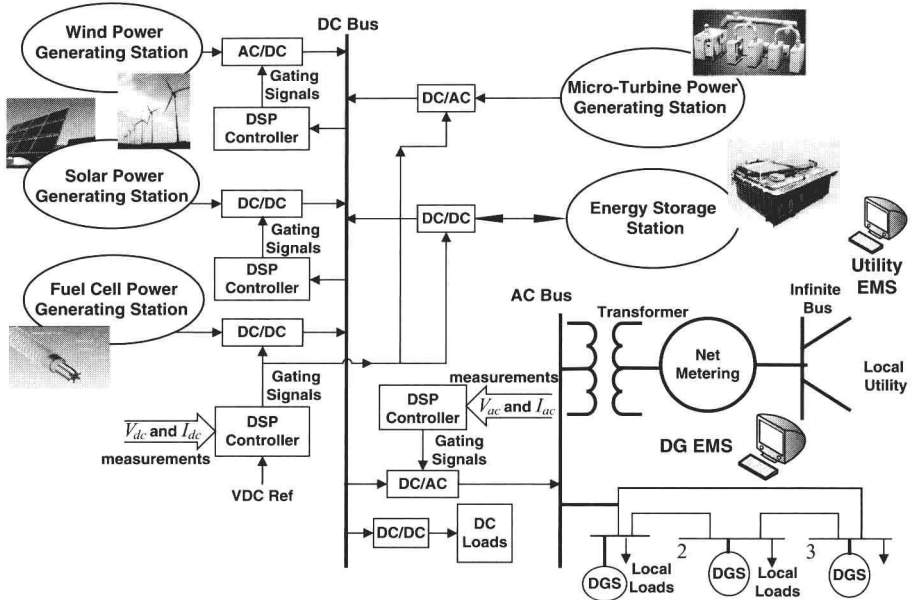 Wind Power
Generating Station
AC/DC
DC Bus
Gating
Signals
DSP
Controller
DC/AC
Micro-Turbine Power
Generating Station
Solar Power
Generating Station
DC/DC
Gating
Signals
DSP
Controller
DC/DC
Energy Storage
Station
Utility
EMS
Fuel Cell Power
Generating Station
DC/DC
Gating
Signals
Vdc and Idc
measurements
DSP
Controller
VDC Ref
AC Bus
Transformer
Infinite
Bus
Net
Metering
Local
Utility
measurements
Vac and Iac
DSP
Controller
Gating
Signals
DG EMS
DC/AC
DC/DC
DC
Loads
2
3
DGS
Local
Loads
DGS
Local
Loads
DGS